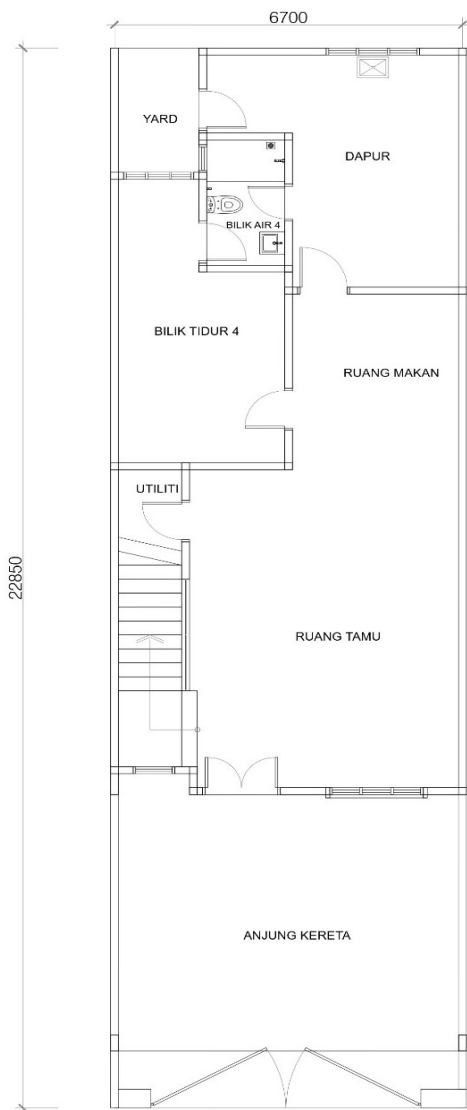 6700
YARD
DAPUR
BILIK AIR 4
BILIK TIDUR 4
RUANG MAKAN
UTILITI
22850
RUANG TAMU
ANJUNG KERETA